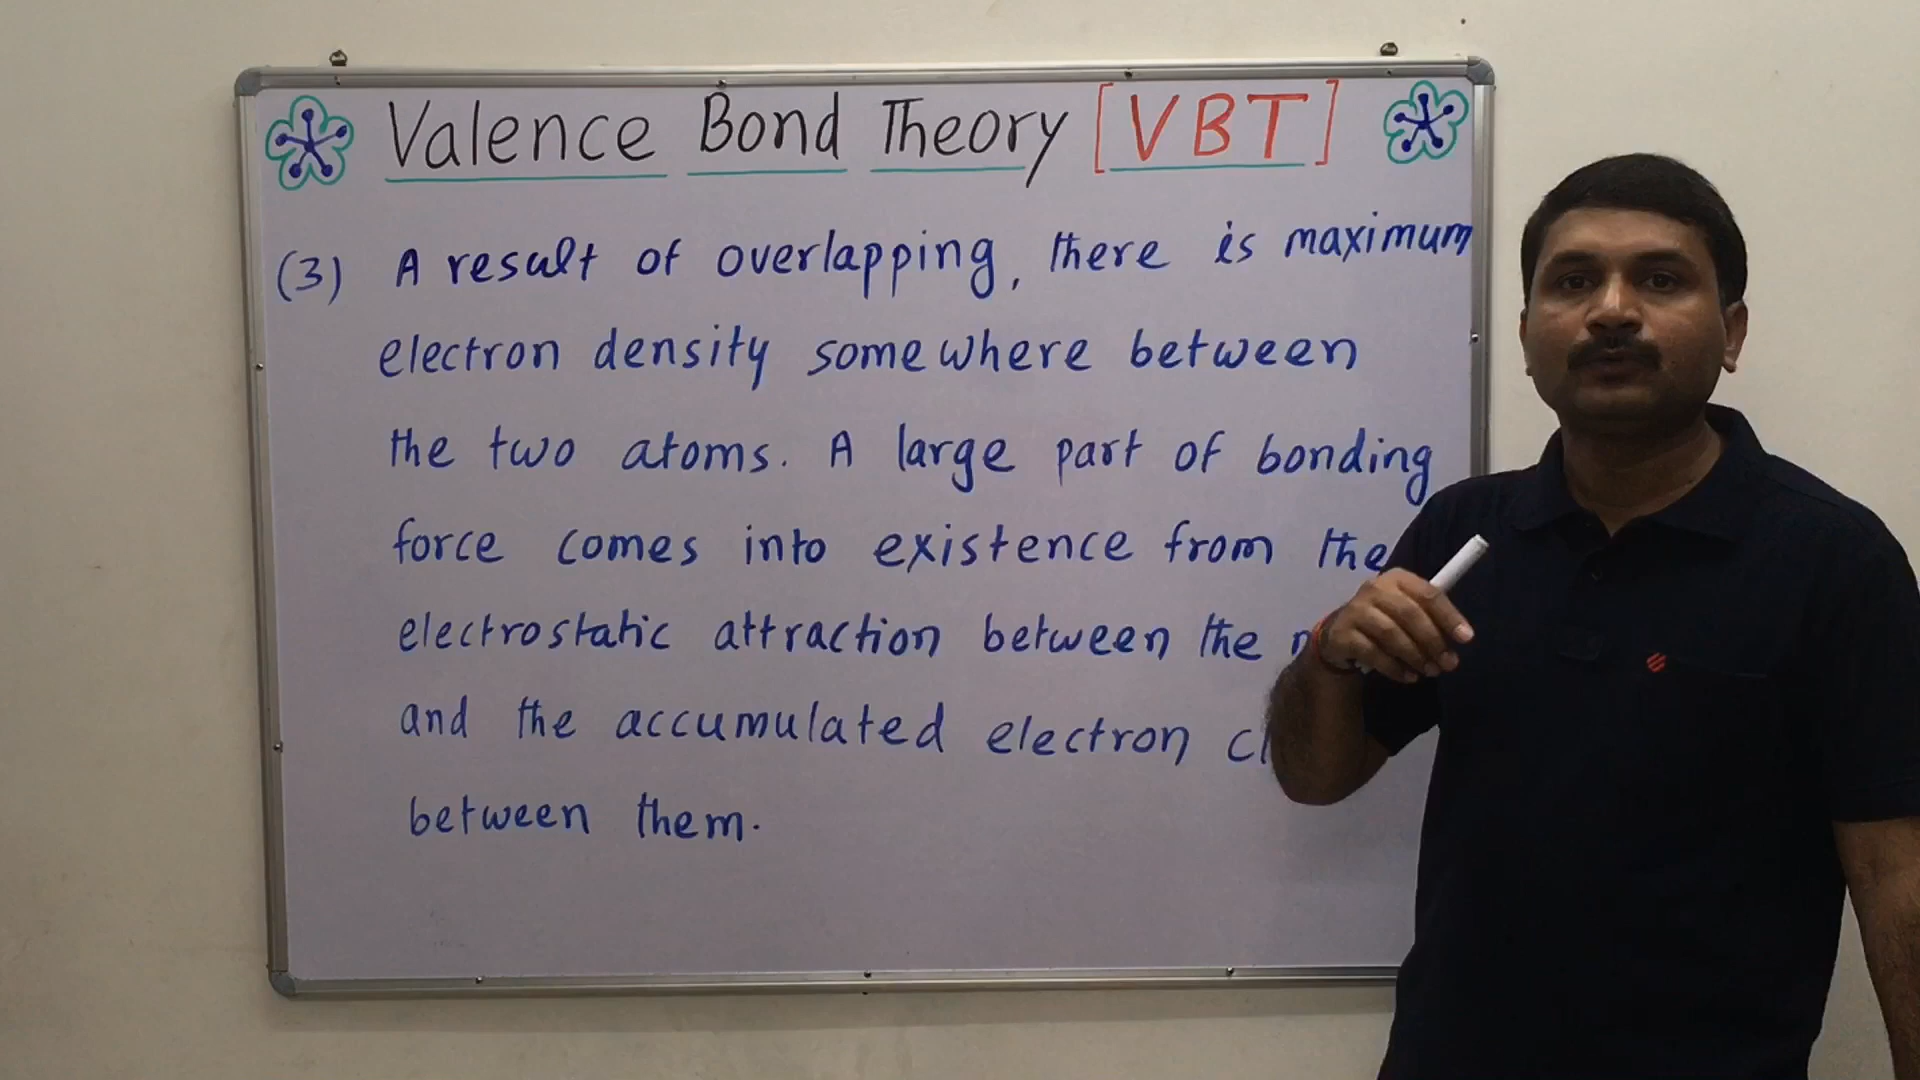 Valence Bond Theory [VBT]
(3) A result of overlapping, there is maximum
electron density somewhere between
the two atoms. A large part of bonding
force comes into existence from the
electrostatic attraction between the
and the accumulated electron
between them.